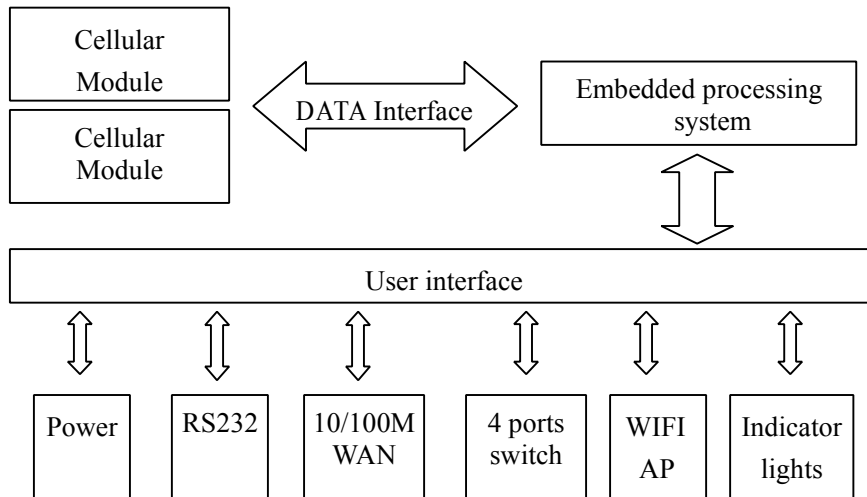 Cellular
Module
Cellular
Module
DATA Interface
Embedded processing
system
User interface
Power
RS232
10/100M
WAN
4 ports
switch
WIFI
AP
Indicator
lights